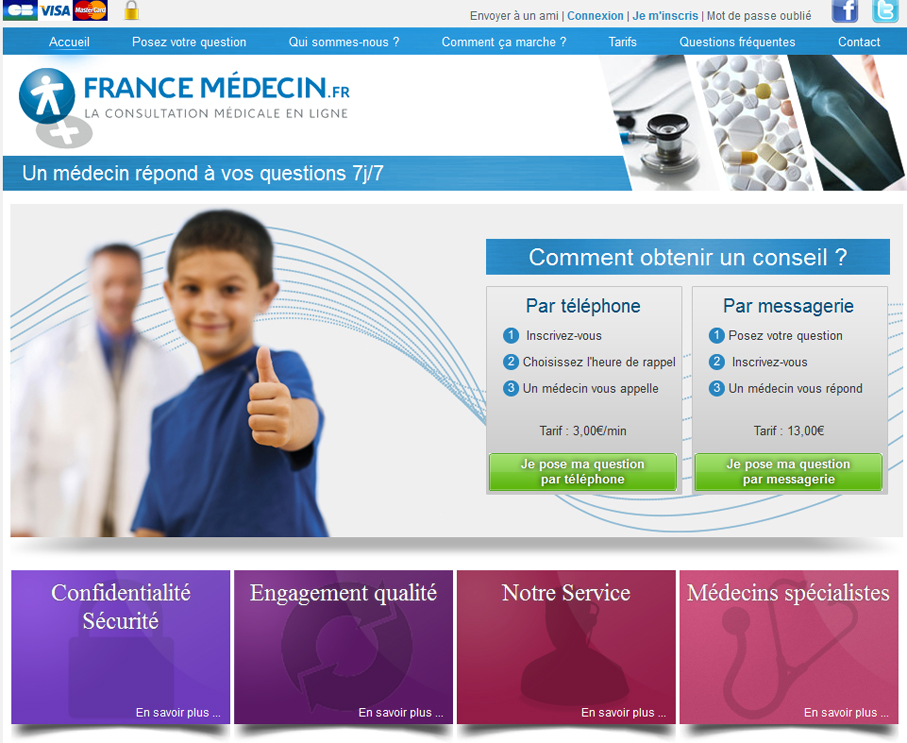 CB VISA MasterCard
Envoyer à un ami | Connexion | Je m'inscris | Mot de passe oublié
Accueil Posez votre question Qui sommes-nous ? Comment ça marche ? Tarifs Questions fréquentes Contact
FRANCE MÉDECIN.FR
LA CONSULTATION MÉDICALE EN LIGNE
Un médecin répond à vos questions 7j/7
Comment obtenir un conseil ?
Par téléphone
1 Inscrivez-vous
2 Choisissez l'heure de rappel
3 Un médecin vous appelle
Tarif : 3,00€/min
Je pose ma question
par téléphone
Par messagerie
1 Posez votre question
2 Inscrivez-vous
3 Un médecin vous répond
Tarif : 13,00€
Je pose ma question
par messagerie
Confidentialité
Sécurité
En savoir plus ...
Engagement qualité
En savoir plus ...
Notre Service
En savoir plus ...
Médecins spécialistes
En savoir plus ...